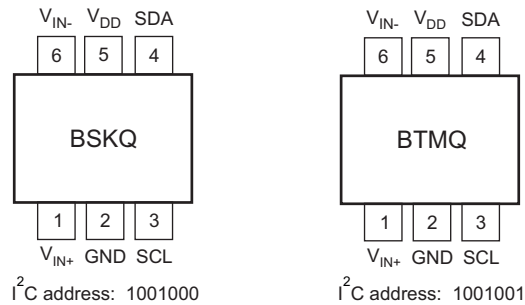 V_IN- V_DD SDA
6 5 4
BSKQ
1 2 3
V_IN+ GND SCL
I²C address: 1001000
V_IN- V_DD SDA
6 5 4
BTMQ
1 2 3
V_IN+ GND SCL
I²C address: 1001001